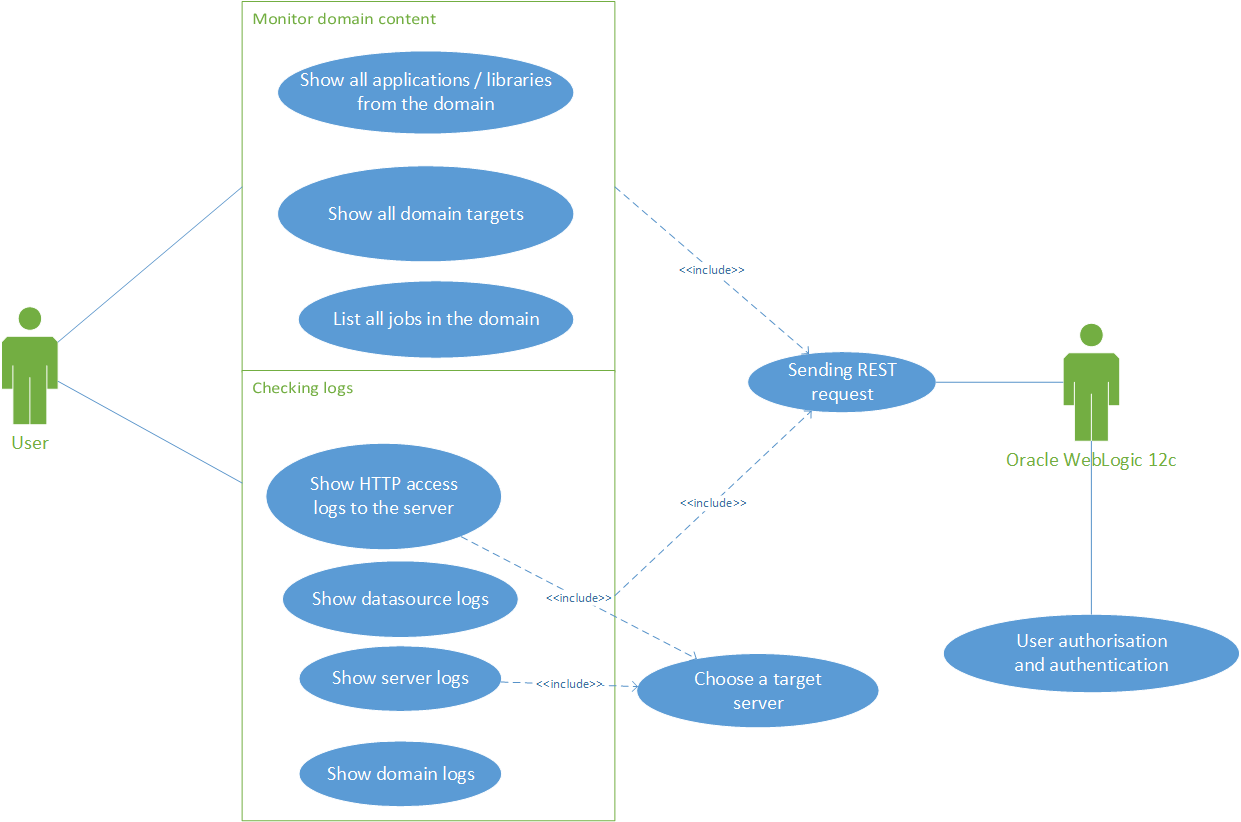 Monitor domain content
Show all applications / libraries
from the domain
Show all domain targets
<<include>>
List all jobs in the domain
Sending REST
request
Checking logs
User
Oracle WebLogic 12c
Show HTTP access
logs to the server
<<include>>
Show datasource logs
<<include>>
User authorisation
and authentication
Show server logs
<<include>>
Choose a target
server
Show domain logs